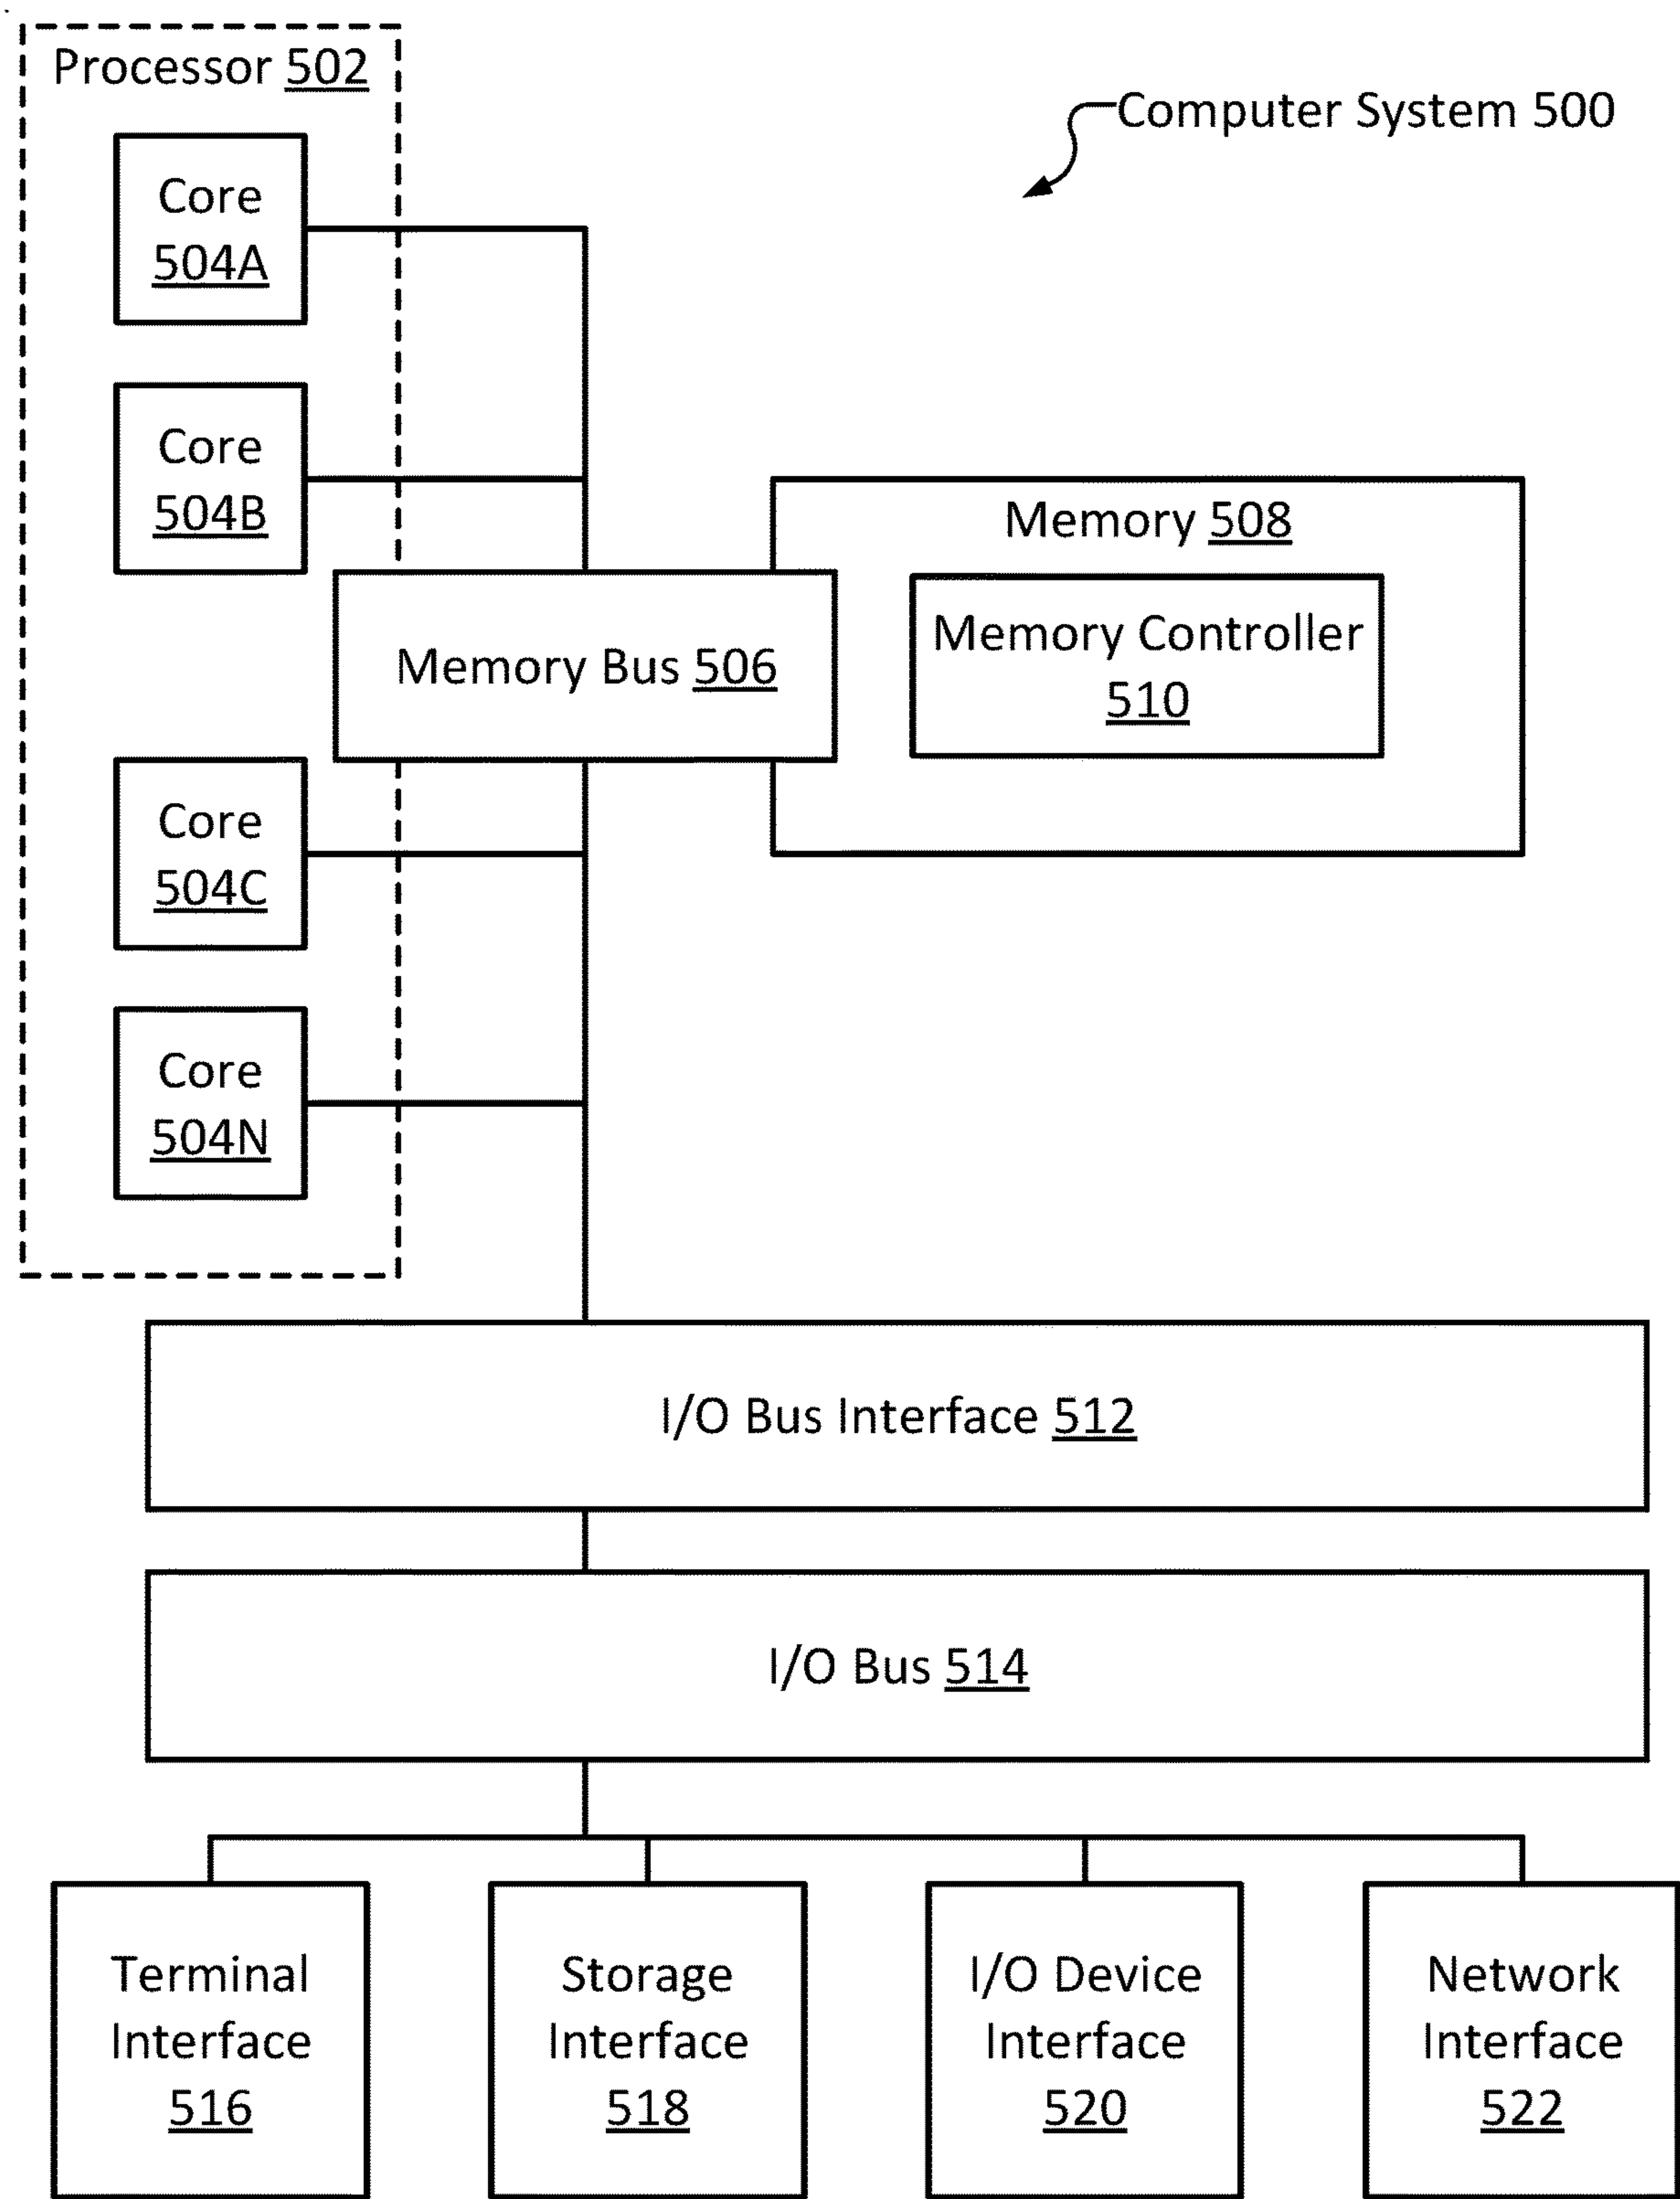 Processor 502
Computer System 500
Core
504A
Core
504B
Memory 508
Memory Controller
510
Memory Bus 506
Core
504C
Core
504N
I/O Bus Interface 512
I/O Bus 514
Terminal
Interface
516
Storage
Interface
518
I/O Device
Interface
520
Network
Interface
522